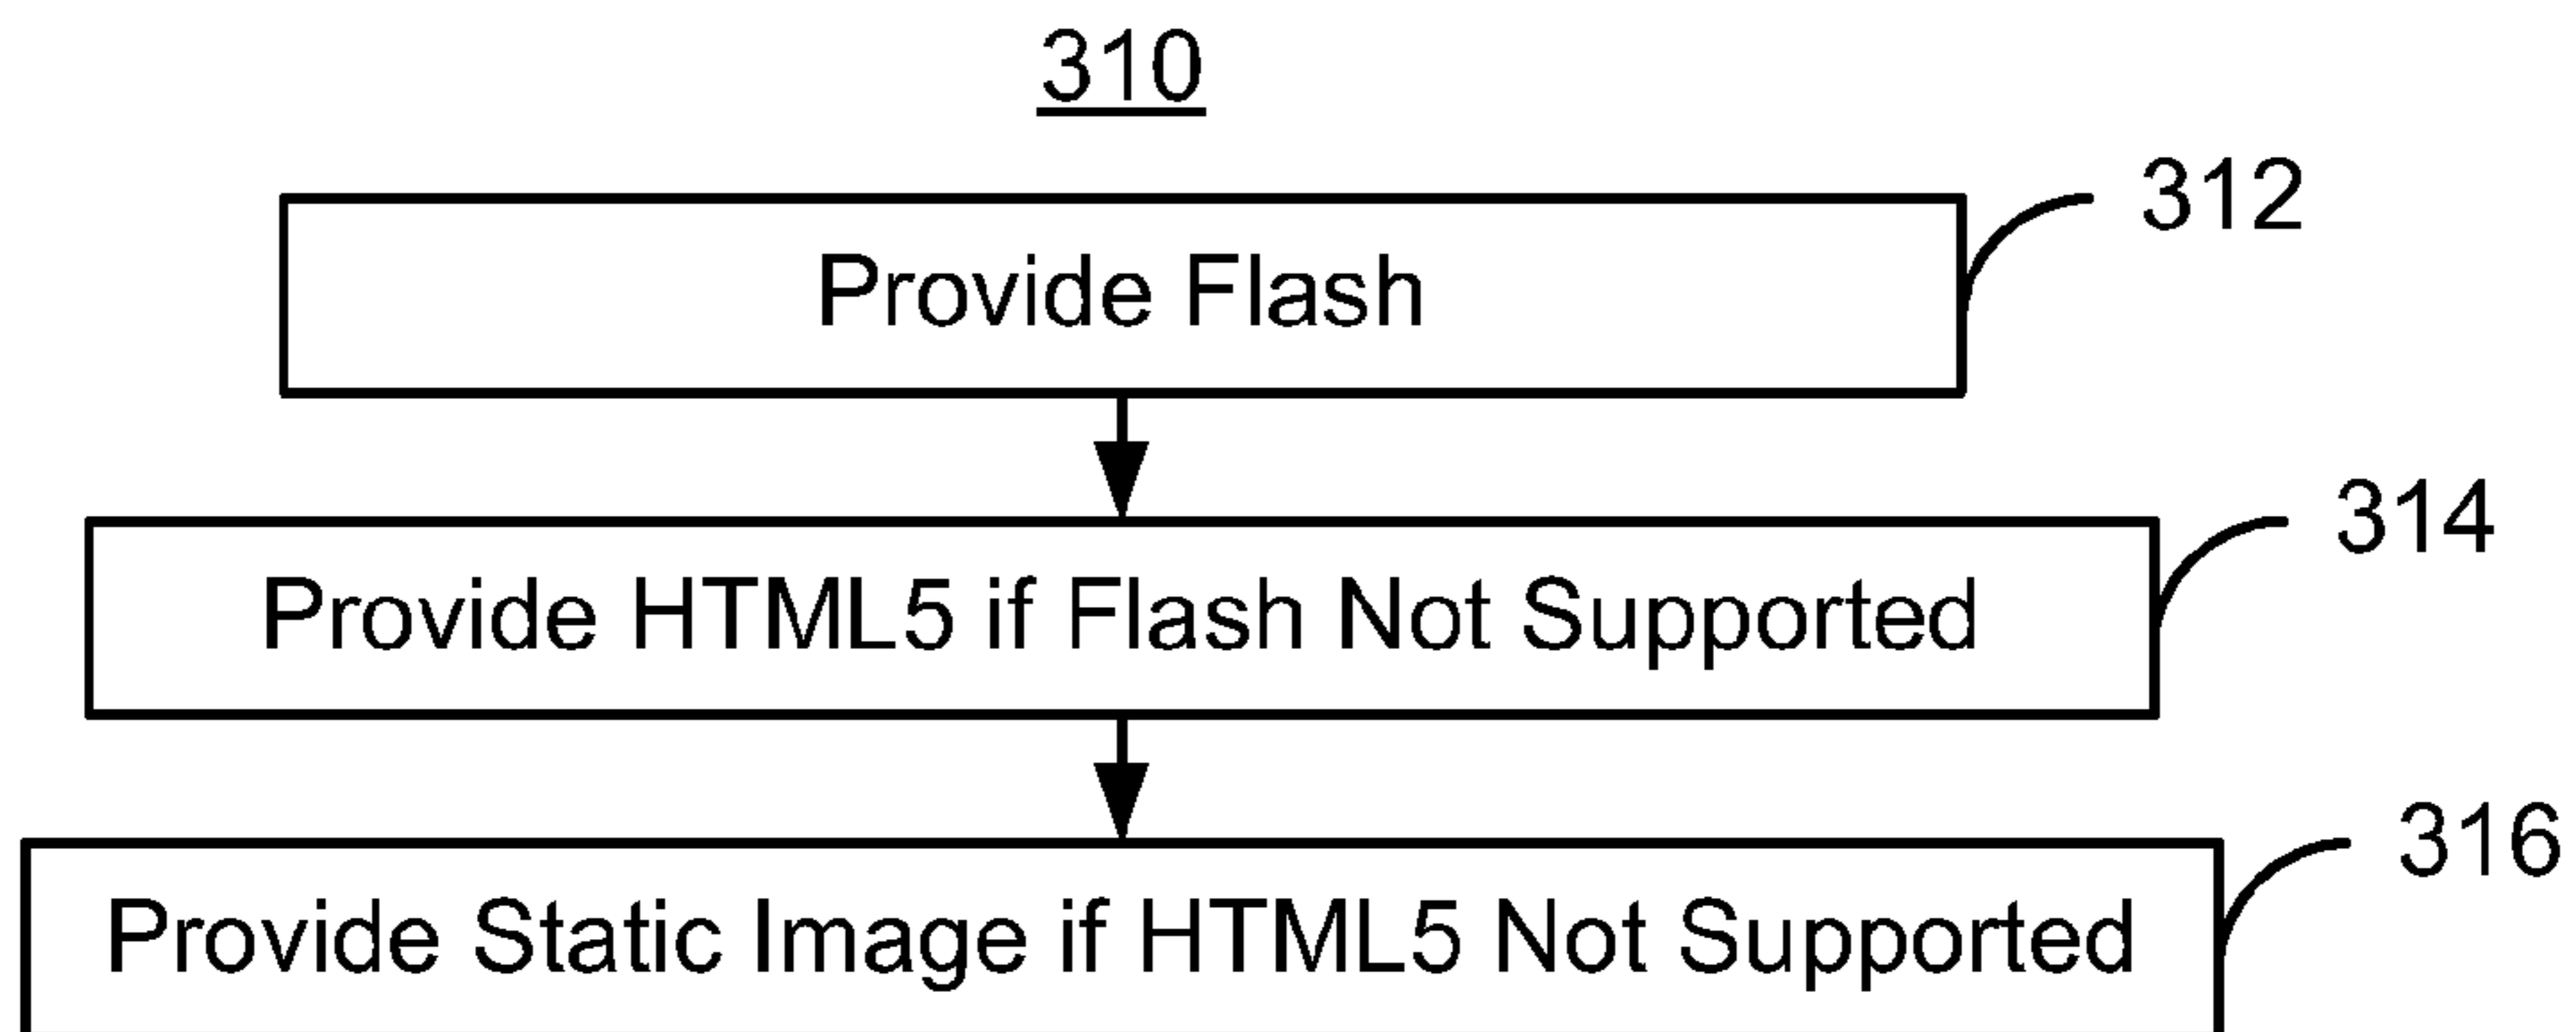 310
312
Provide Flash
314
Provide HTML5 if Flash Not Supported
316
Provide Static Image if HTML5 Not Supported